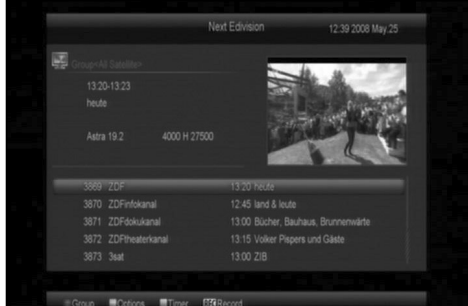 Next Edivision 12:39 2008 May.25
Group<All Satellite>
13:20-13:23
heute
Astra 19.2 4000 H 27500
3869 ZDF 13:20 heute
3870 ZDFinfokanal 12:45 land & leute
3871 ZDFdokukanal 13:00 Bücher, Bauhaus, Brunnenwärte
3872 ZDFtheaterkanal 13:15 Volker Pispers und Gäste
3873 3sat 13:00 ZIB
Group Options Timer REC Record